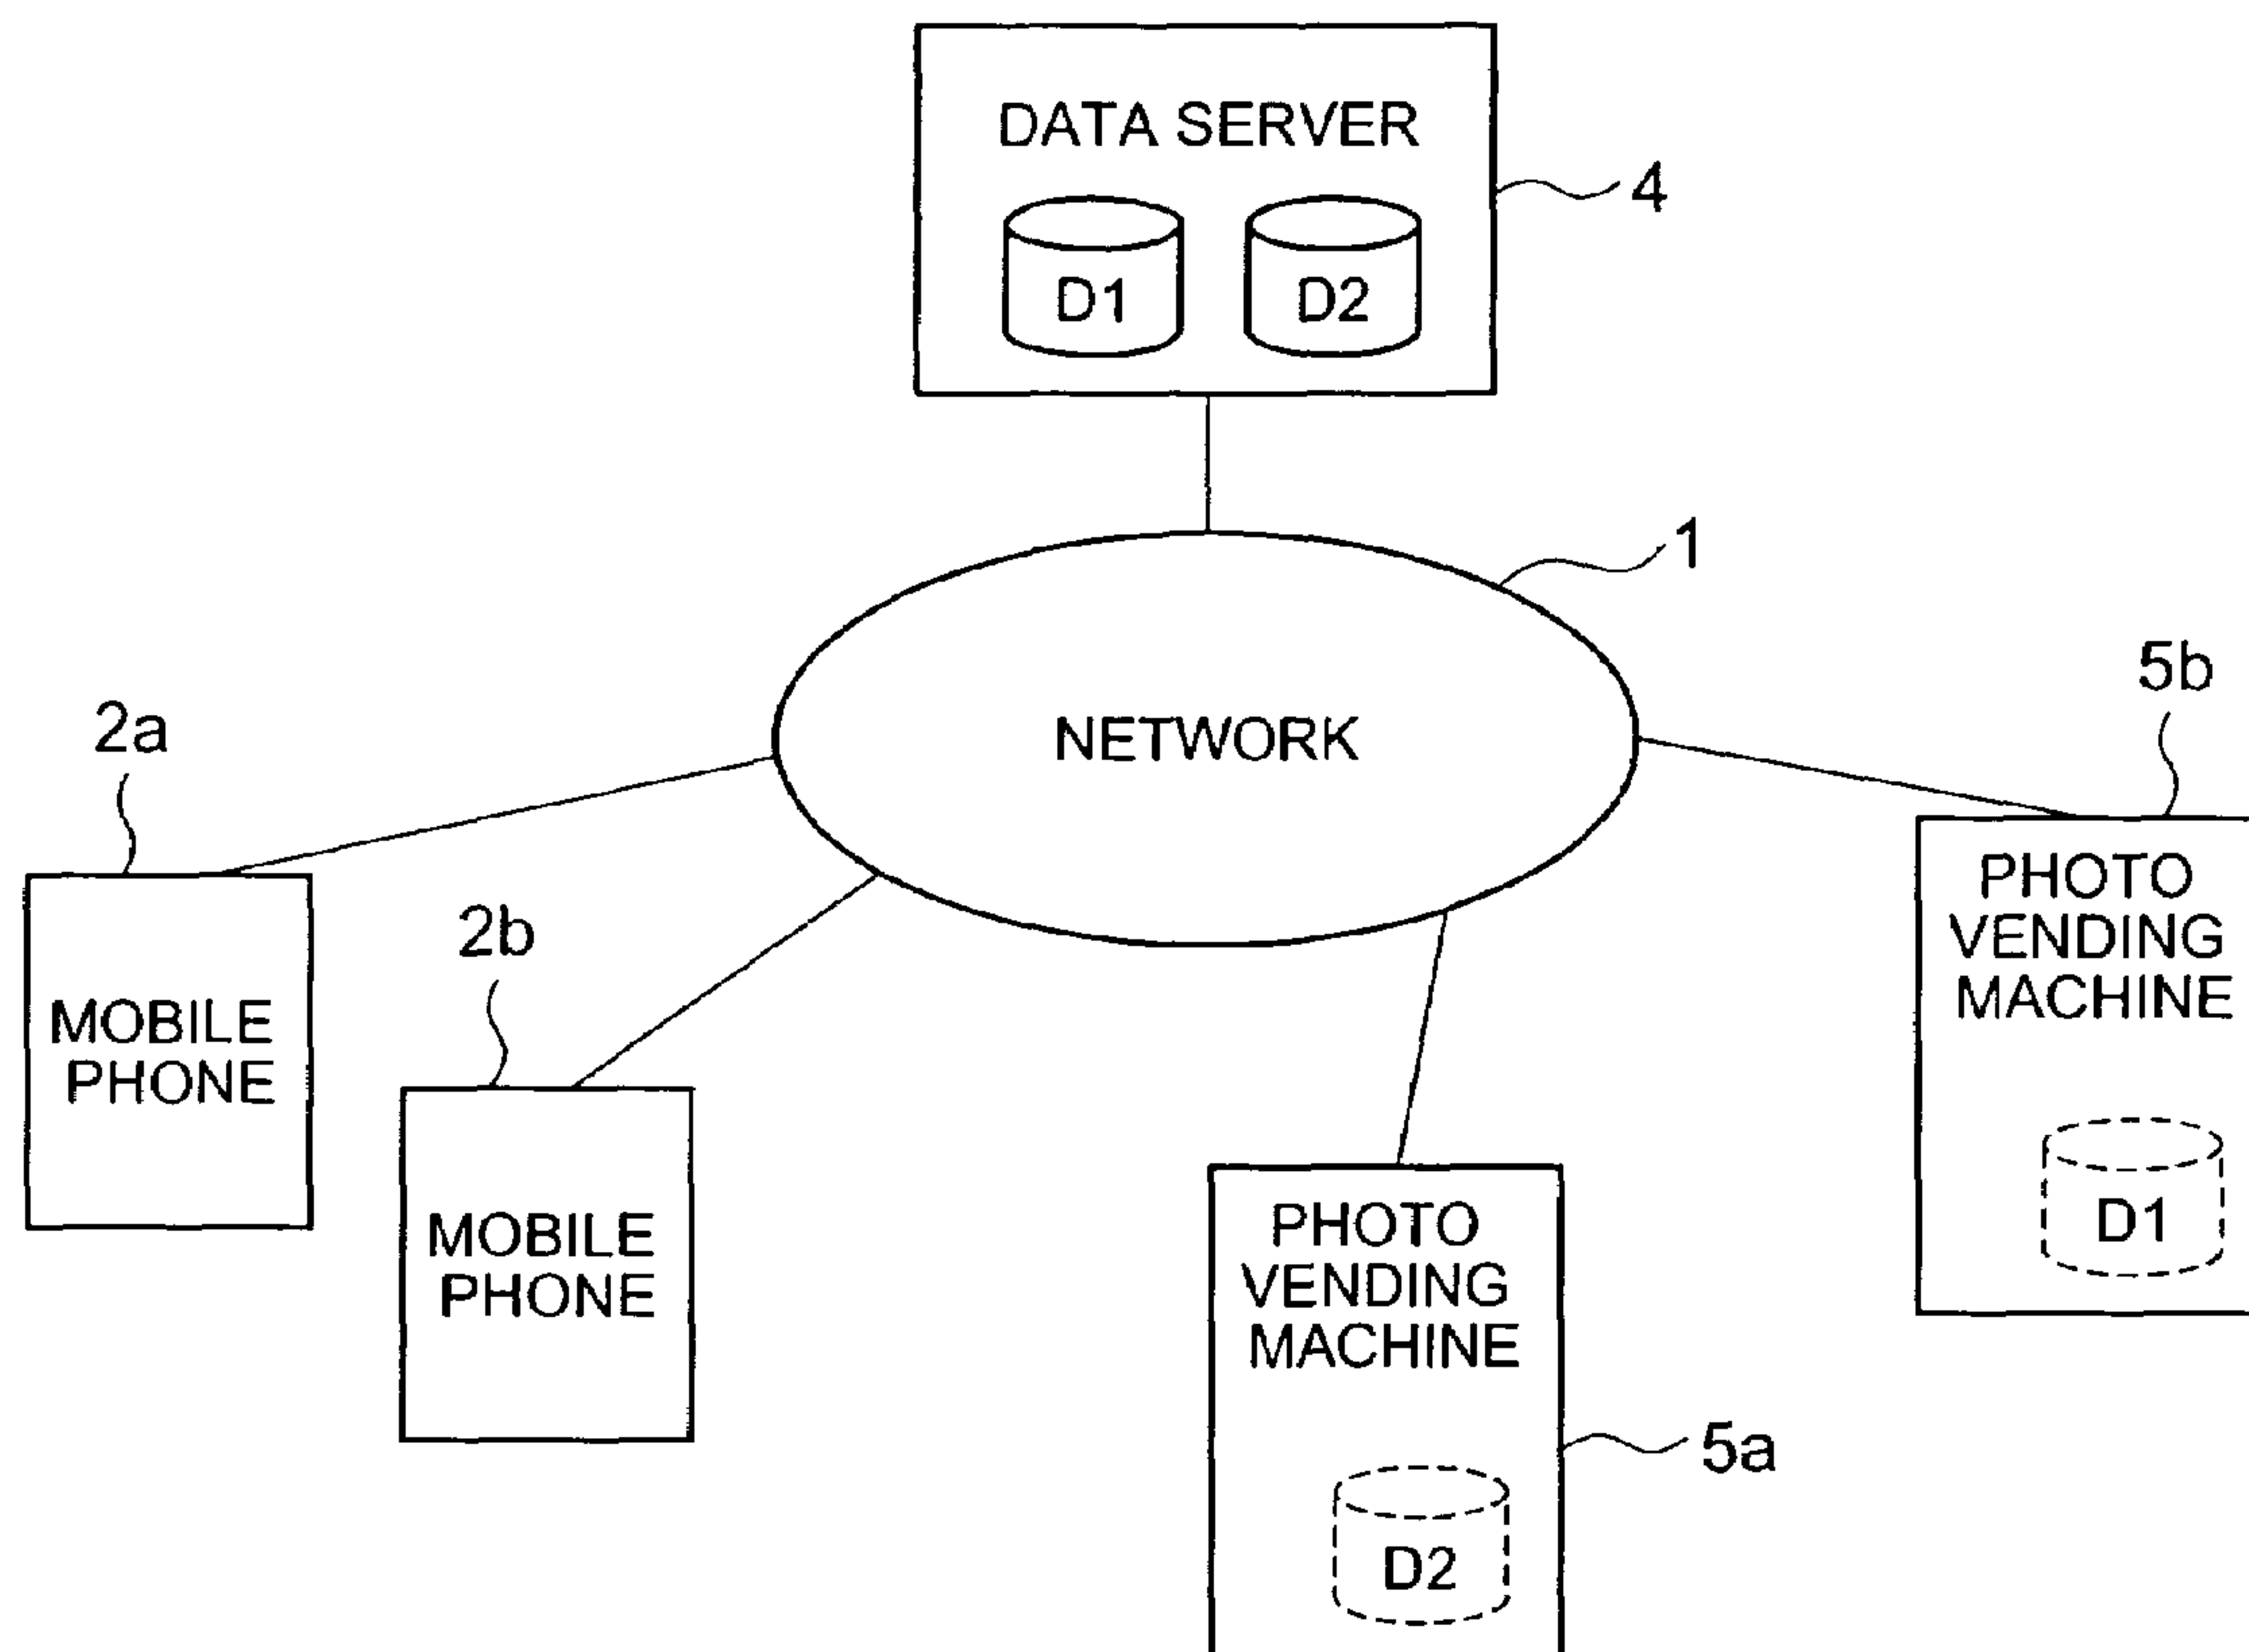 DATA SERVER
D1
D2
4
1
NETWORK
5b
2a
2b
PHOTO
VENDING
MACHINE
D1
MOBILE
PHONE
MOBILE
PHONE
PHOTO
VENDING
MACHINE
D2
5a